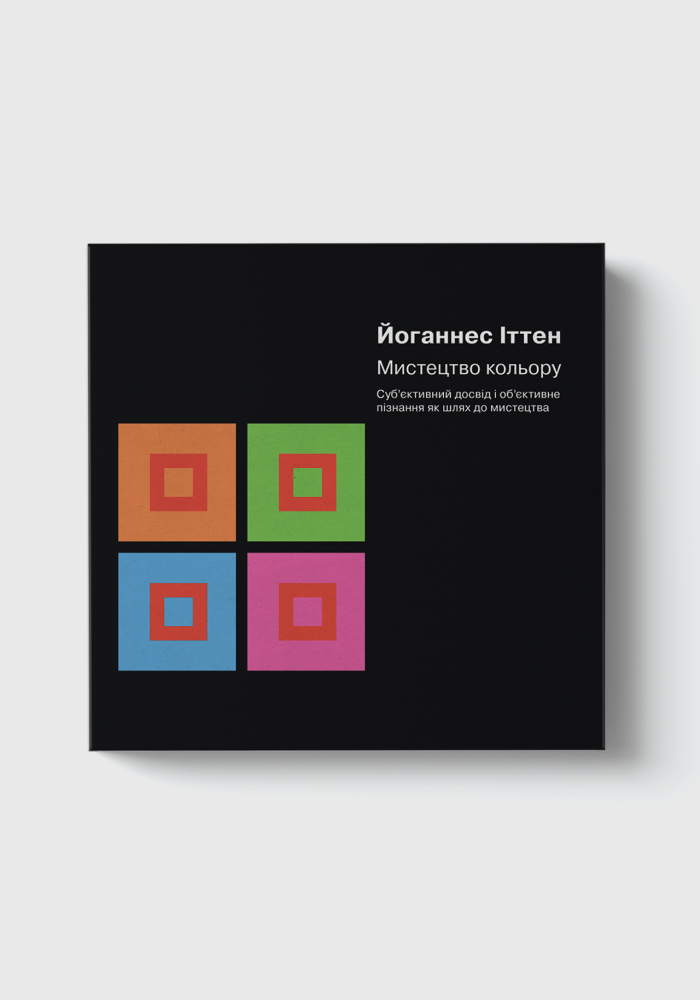 Йоганнес Іттен
Мистецтво кольору
Суб’єктивний досвід і об’єктивне
пізнання як шлях до мистецтва